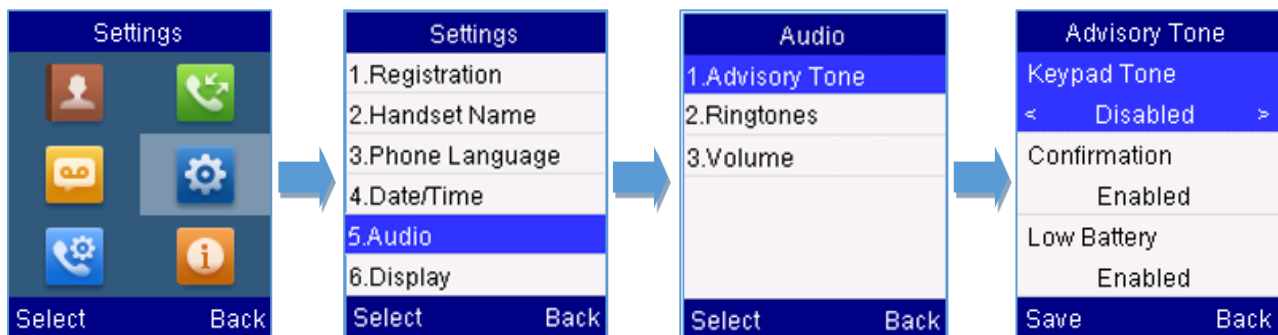 Settings
Select Back
Settings
1.Registration
2.Handset Name
3.Phone Language
4.Date/Time
5.Audio
6.Display
Select Back
Audio
1.Advisory Tone
2.Ringtones
3.Volume
Select Back
Advisory Tone
Keypad Tone
< Disabled >
Confirmation
Enabled
Low Battery
Enabled
Save Back